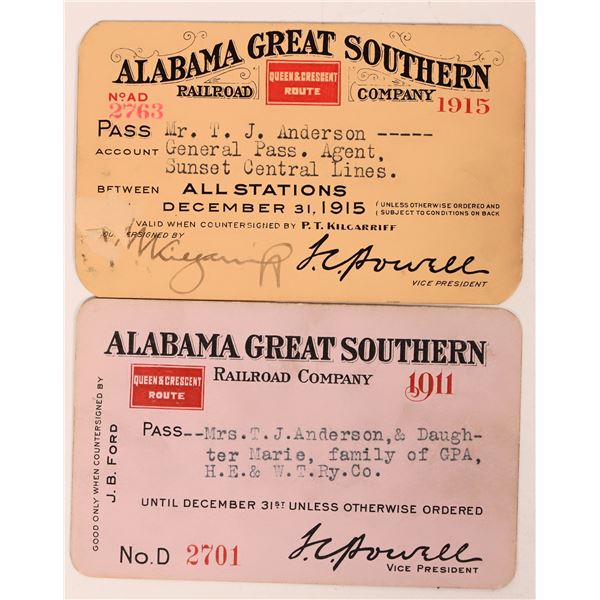 ALABAMA GREAT SOUTHERN
RAILROAD QUEEN & CRESCENT ROUTE COMPANY
No. AD 2763 1915
PASS Mr. T. J. Anderson -----
ACCOUNT General Pass. Agent,
Sunset Central Lines.
BETWEEN ALL STATIONS
DECEMBER 31, 1915 (UNLESS OTHERWISE ORDERED AND SUBJECT TO CONDITIONS ON BACK
VALID WHEN COUNTERSIGNED BY P. T. KILGARRIFF
COUNTERSIGNED BY
Kilgarriff
VICE PRESIDENT
ALABAMA GREAT SOUTHERN
QUEEN & CRESCENT ROUTE
RAILROAD COMPANY 1911
GOOD ONLY WHEN COUNTERSIGNED BY
J. B. FORD
PASS--Mrs.T.J.Anderson,& Daugh-
ter Marie, family of GPA,
H.E.& W.T.Ry.Co.
UNTIL DECEMBER 31ST UNLESS OTHERWISE ORDERED
No. D 2701
VICE PRESIDENT